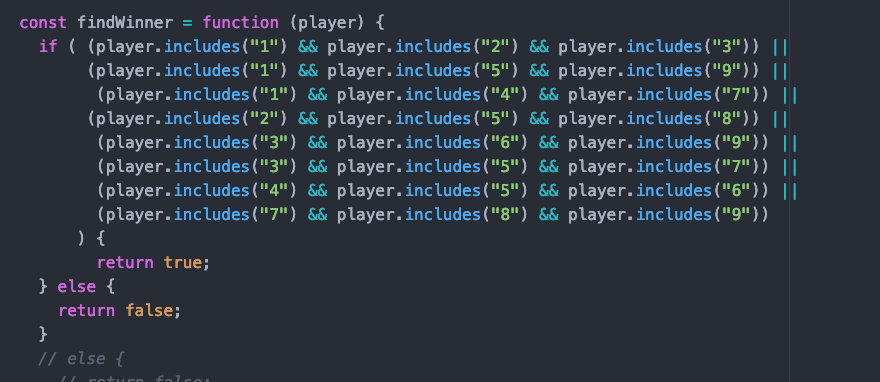 const findWinner = function (player) {
  if ( (player.includes("1") && player.includes("2") && player.includes("3")) ||
       (player.includes("1") && player.includes("5") && player.includes("9")) ||
        (player.includes("1") && player.includes("4") && player.includes("7")) ||
       (player.includes("2") && player.includes("5") && player.includes("8")) ||
        (player.includes("3") && player.includes("6") && player.includes("9")) ||
        (player.includes("3") && player.includes("5") && player.includes("7")) ||
        (player.includes("4") && player.includes("5") && player.includes("6")) ||
        (player.includes("7") && player.includes("8") && player.includes("9"))
      ) {
        return true;
  } else {
    return false;
  }
  // else {
    // return false;